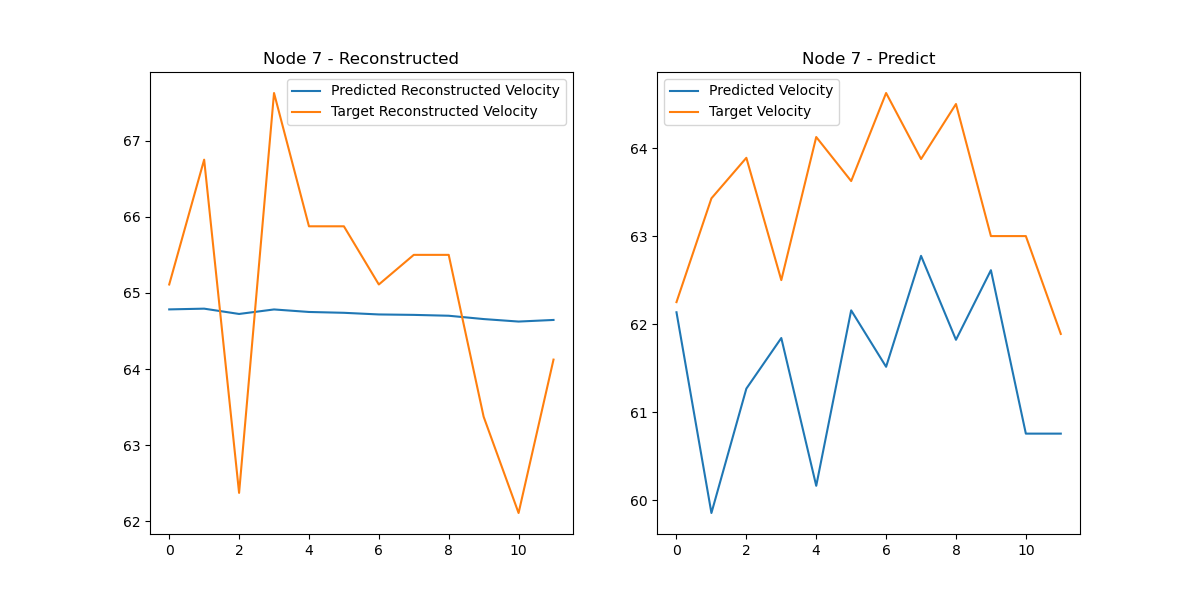 Node 7 - Reconstructed
Predicted Reconstructed Velocity
Target Reconstructed Velocity
67
66
65
64
63
62
0 2 4 6 8 10
Node 7 - Predict
Predicted Velocity
Target Velocity
64
63
62
61
60
0 2 4 6 8 10